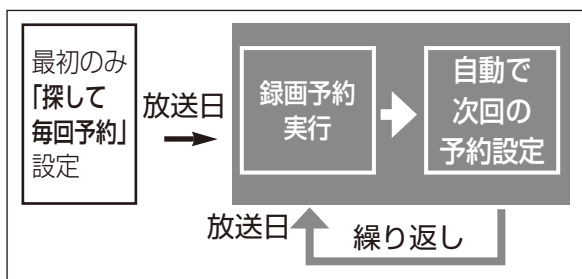 最初のみ
「探して
毎回予約」
設定
放送日
録画予約
実行
自動で
次回の
予約設定
放送日
繰り返し